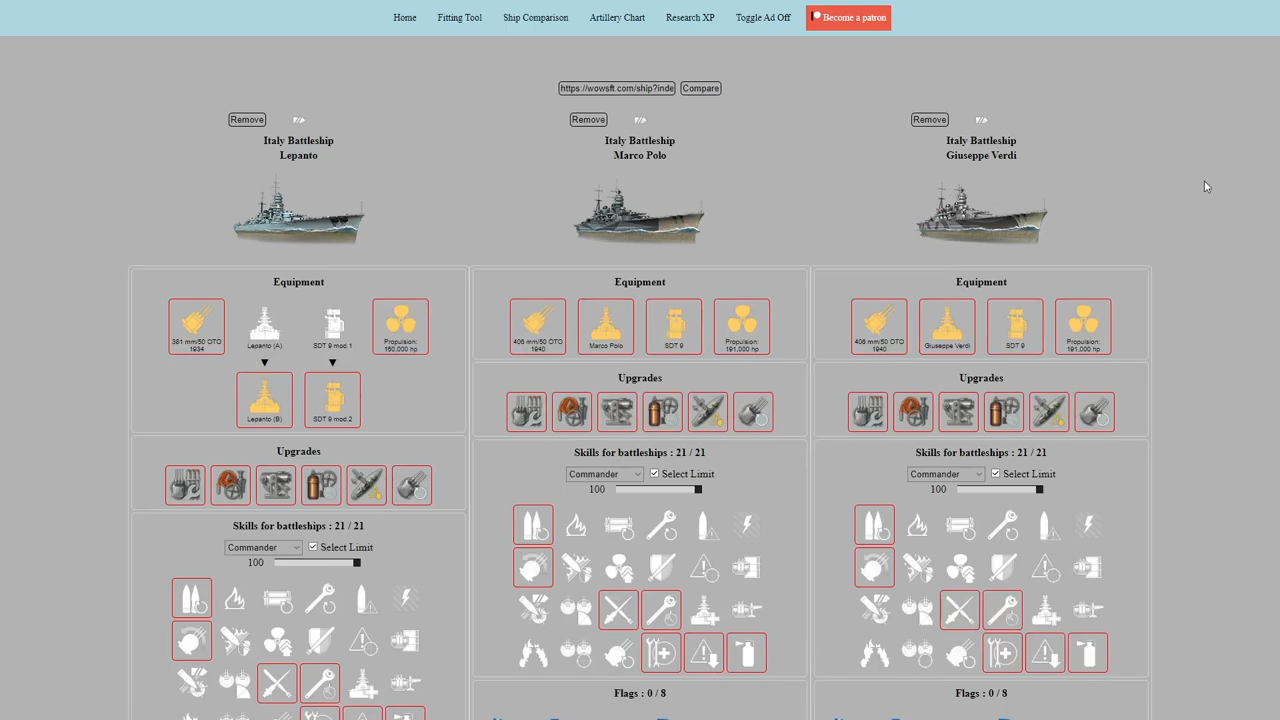 Home Fitting Tool Ship Comparison Artillery Chart Research XP Toggle Ad Off Become a patron
https://wowsft.com/ship?inde Compare
Remove Remove Remove
Italy Battleship Italy Battleship Italy Battleship
Lepanto Marco Polo Giuseppe Verdi
Equipment Equipment Equipment
381 mm/50 OTO 1934 Lepanto (A) SDT 9 mod.1 Propulsion: 160,000 hp
406 mm/50 OTO 1940 Marco Polo SDT 9 Propulsion: 191,000 hp
406 mm/50 OTO 1940 Giuseppe Verdi SDT 9 Propulsion: 191,000 hp
Lepanto (B) SDT 9 mod.2
Upgrades Upgrades
Upgrades
Skills for battleships : 21 / 21 Skills for battleships : 21 / 21
Commander Select Limit Commander Select Limit
100 100
Skills for battleships : 21 / 21
Commander Select Limit
100
Flags : 0 / 8 Flags : 0 / 8